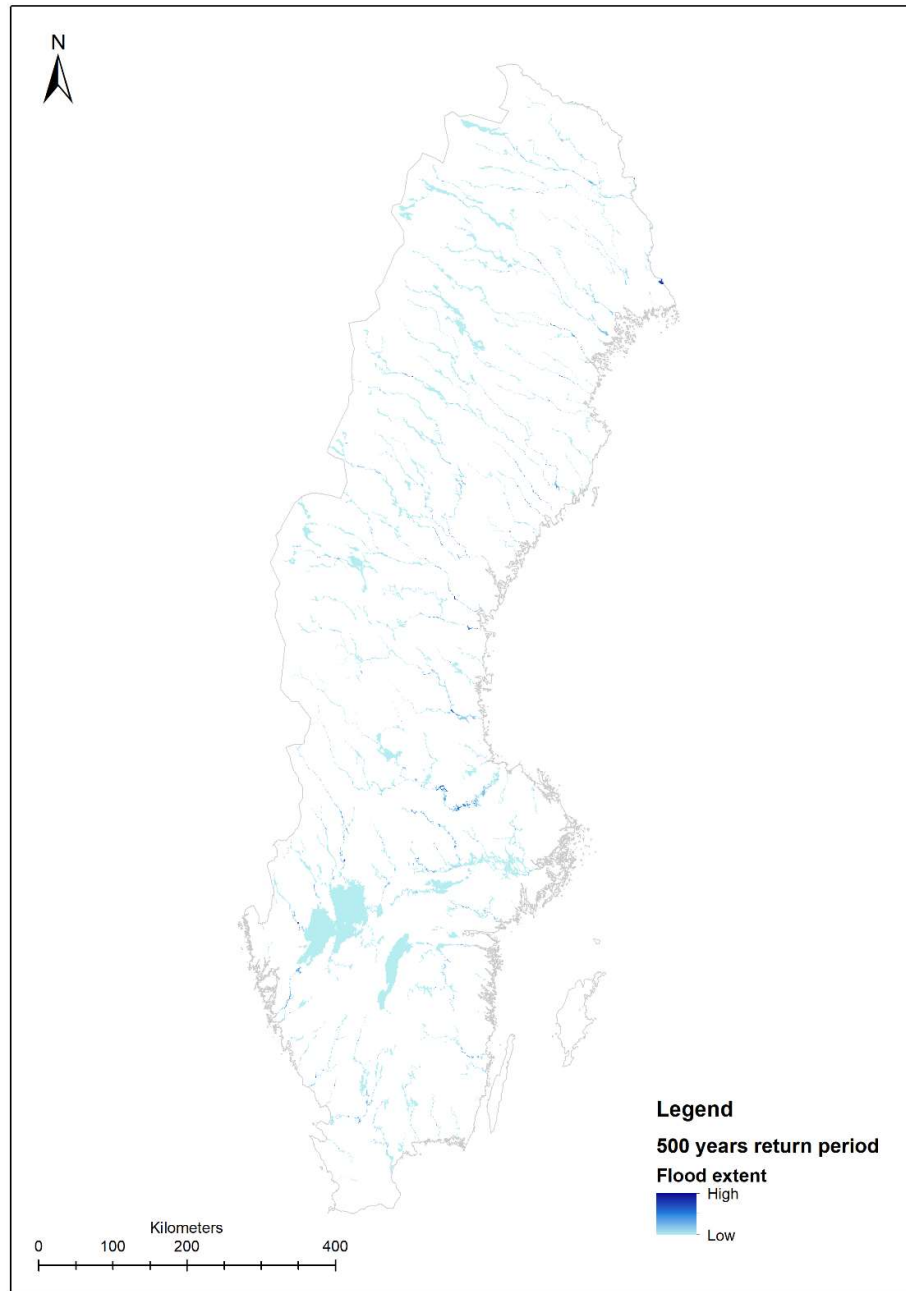 N
Legend
500 years return period
Flood extent
High
Low
Kilometers
0 100 200 400